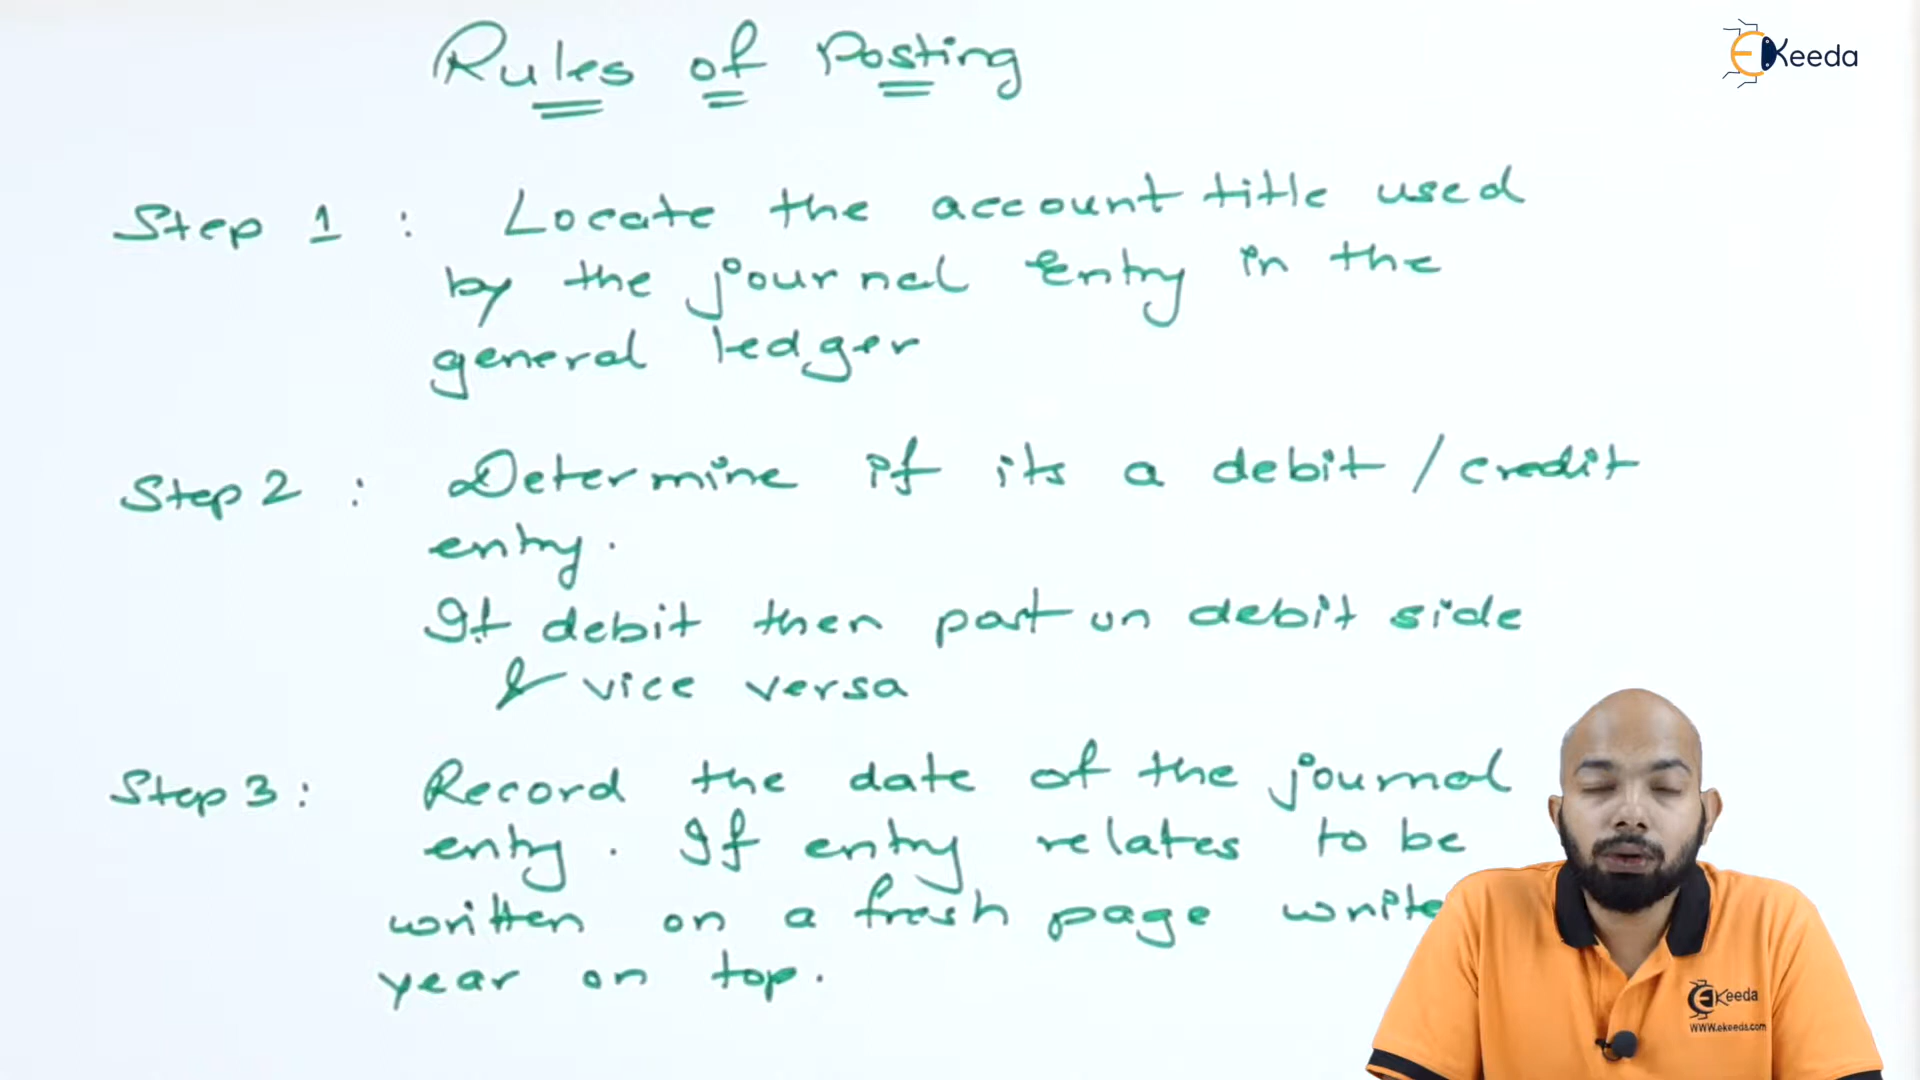 Rules of Posting
EKeeda
Step 1 : Locate the account title used
by the journal Entry in the
general ledger
Step 2 : Determine if its a debit / credit
entry.
If debit then post on debit side
& vice versa
Step 3 : Record the date of the journal
entry. If entry relates to be
written on a fresh page write
year on top.
EKeeda
www.ekeeda.com